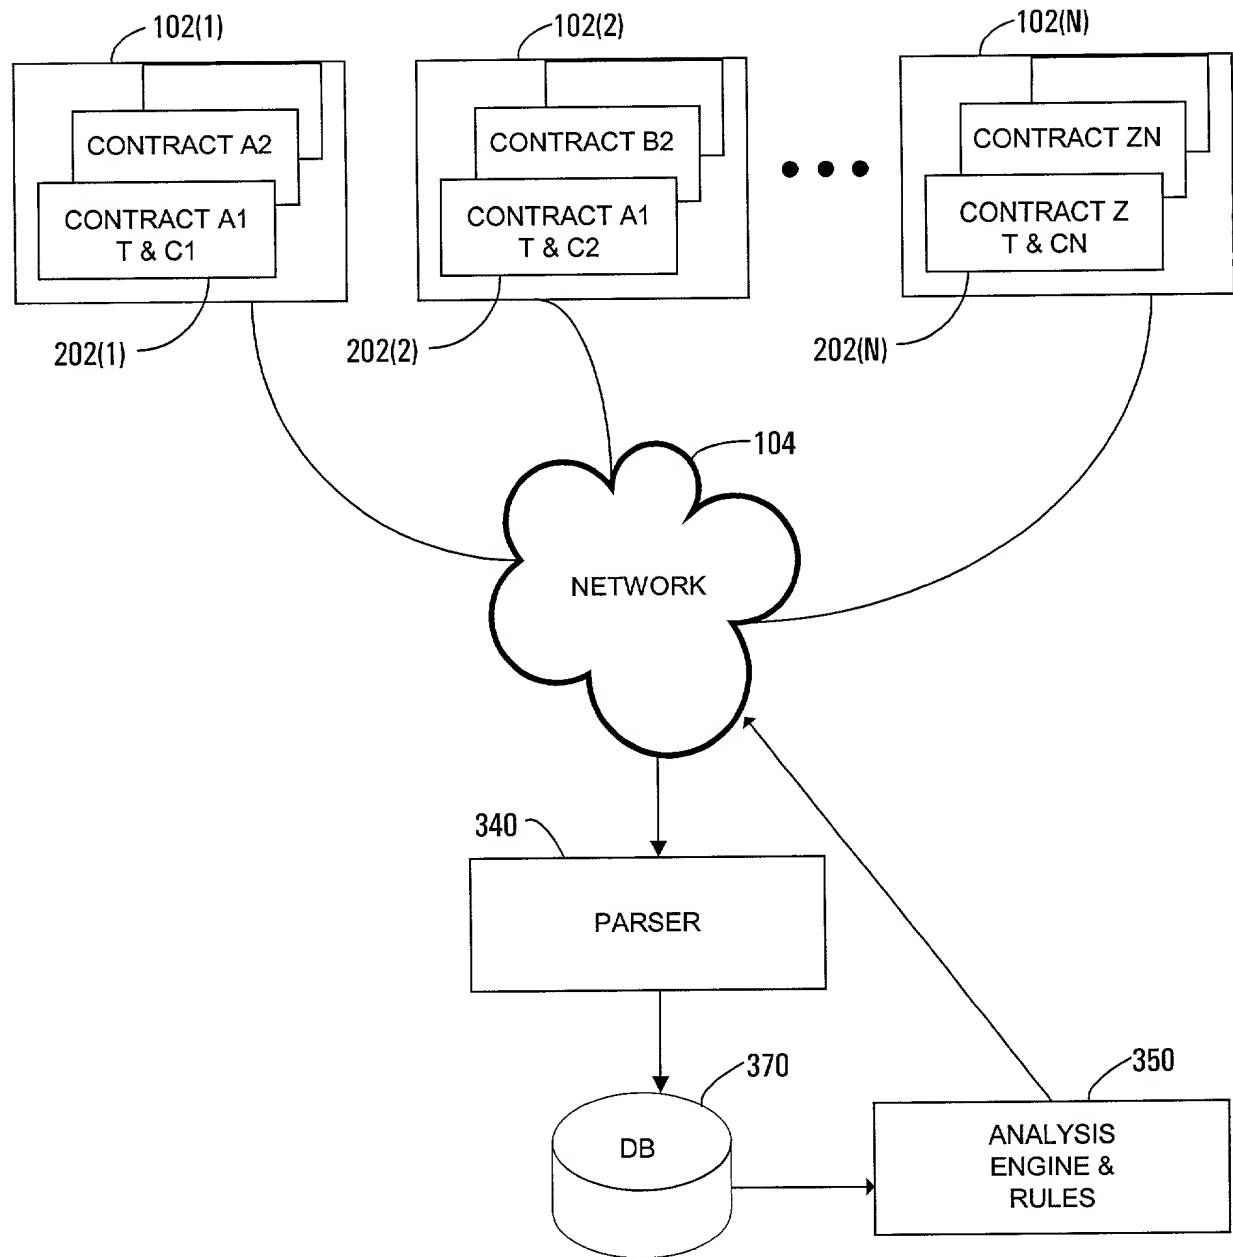 102(1)
102(2)
102(N)
CONTRACT A2
CONTRACT A1
T & C1
CONTRACT B2
CONTRACT A1
T & C2
CONTRACT ZN
CONTRACT Z
T & CN
202(1)
202(2)
202(N)
104
NETWORK
340
PARSER
370
DB
350
ANALYSIS
ENGINE &
RULES